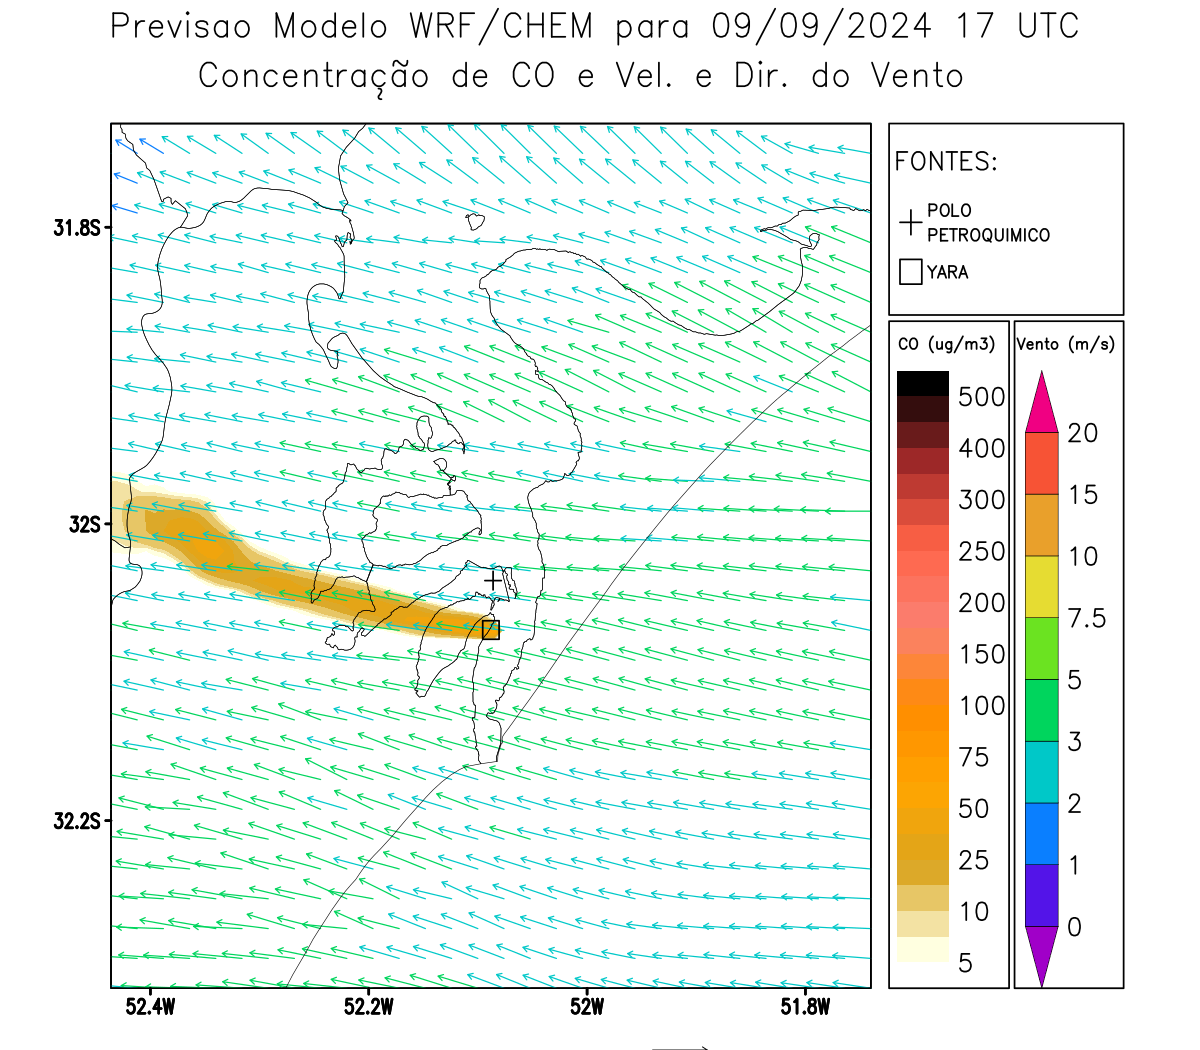 Previsao Modelo WRF/CHEM para 09/09/2024 17 UTC
Concentração de CO e Vel. e Dir. do Vento
FONTES:
POLO
PETROQUIMICO
YARA
CO (ug/m3)
500
400
300
250
200
150
100
75
50
25
10
5
Vento (m/s)
20
15
10
7.5
5
3
2
1
0
31.8S
32S
32.2S
52.4W
52.2W
52W
51.8W